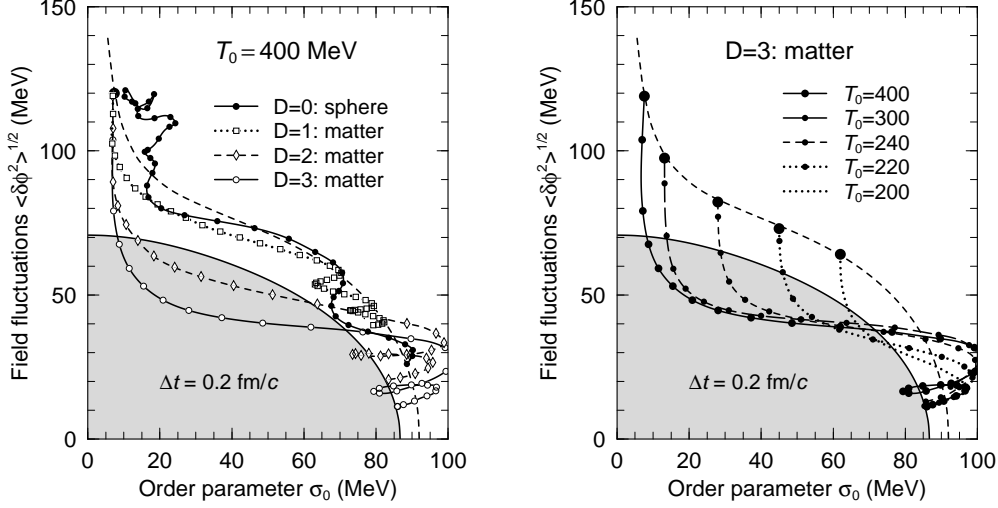 150
100
50
0
Field fluctuations <δϕ²>^1/2 (MeV)
T₀ = 400 MeV
D=0: sphere
D=1: matter
D=2: matter
D=3: matter
Δt = 0.2 fm/c
0 20 40 60 80 100
Order parameter σ₀ (MeV)
150
100
50
0
Field fluctuations <δϕ²>^1/2 (MeV)
D=3: matter
T₀=400
T₀=300
T₀=240
T₀=220
T₀=200
Δt = 0.2 fm/c
0 20 40 60 80 100
Order parameter σ₀ (MeV)